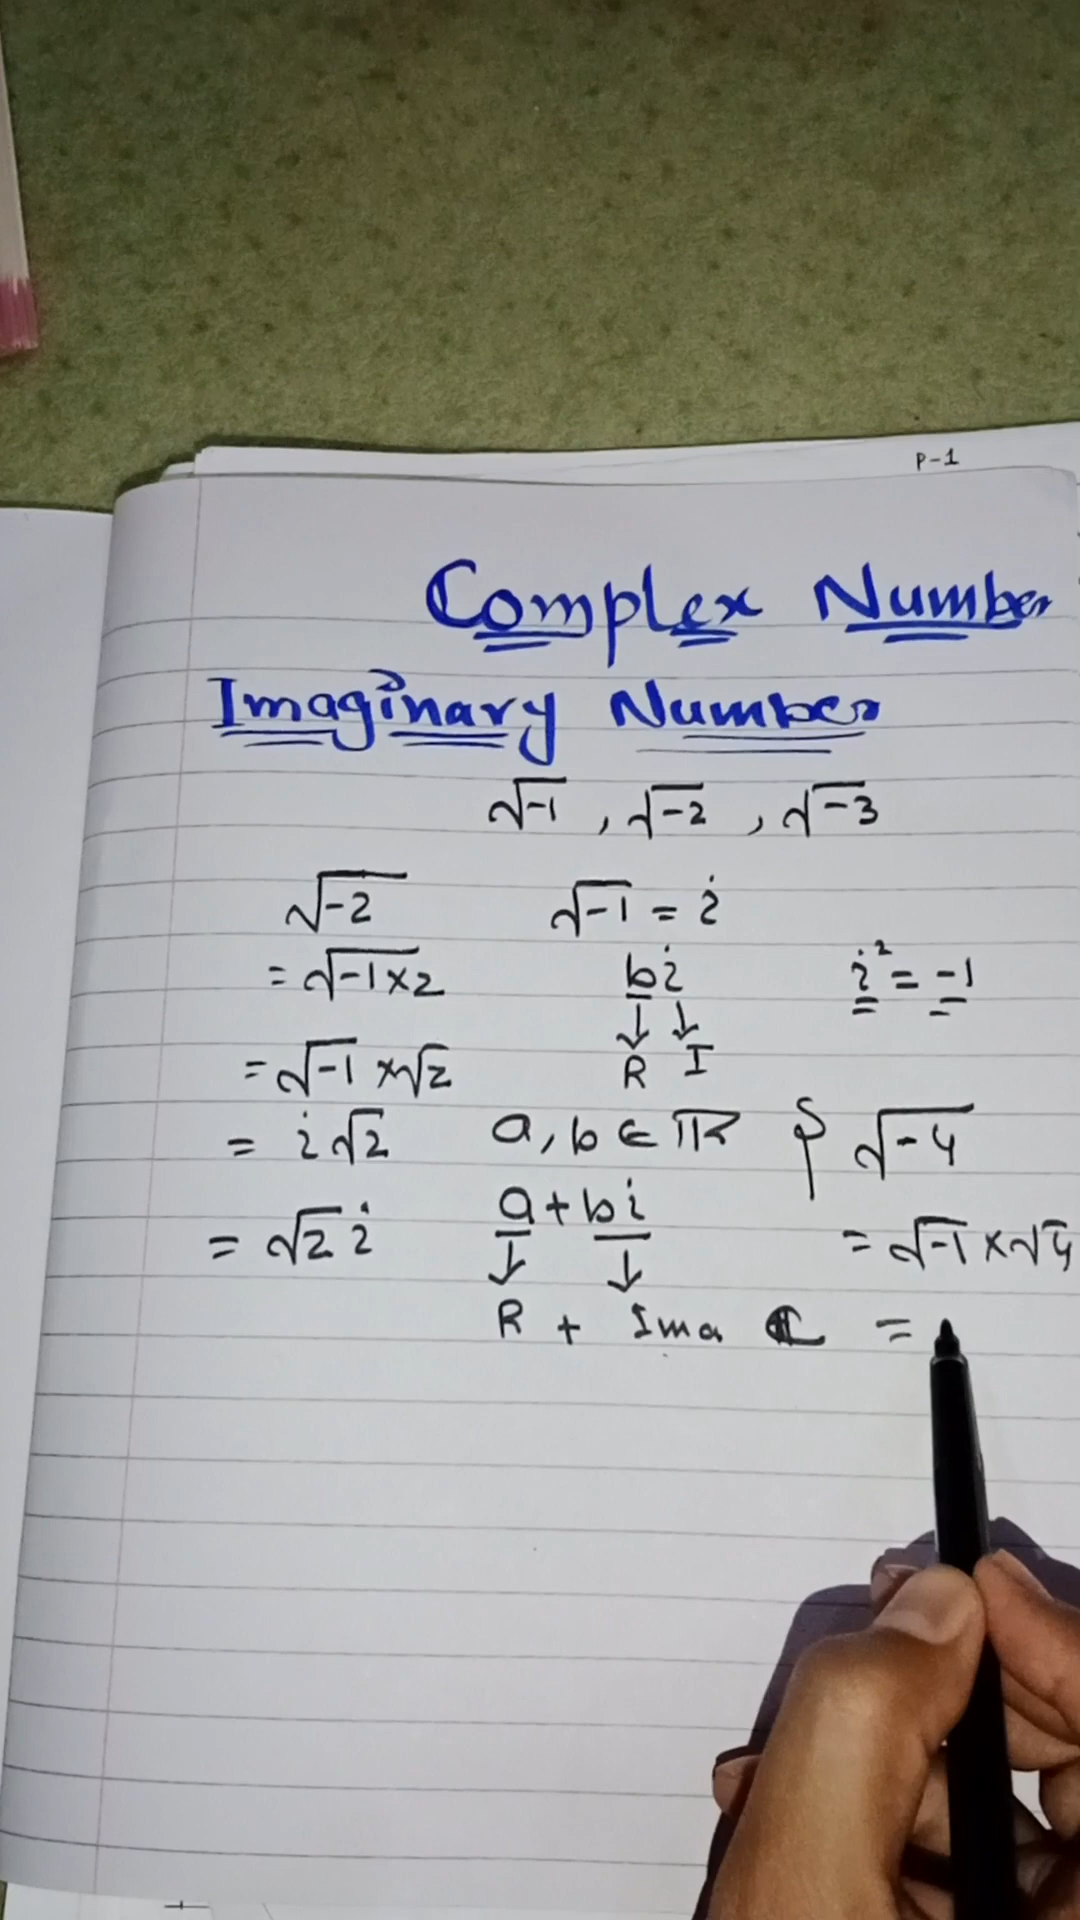 P-1
Complex Number
Imaginary Number
√-1 , √-2 , √-3
√-2
= √-1×2
= √-1 × √2
= i√2
= √2 i
√-1 = i
bi
↓ ↓
R I
a, b ∈ ℝ
a + bi
↓ ↓
R + Ima ℂ
i² = -1
√-4
= √-1 × √4
=